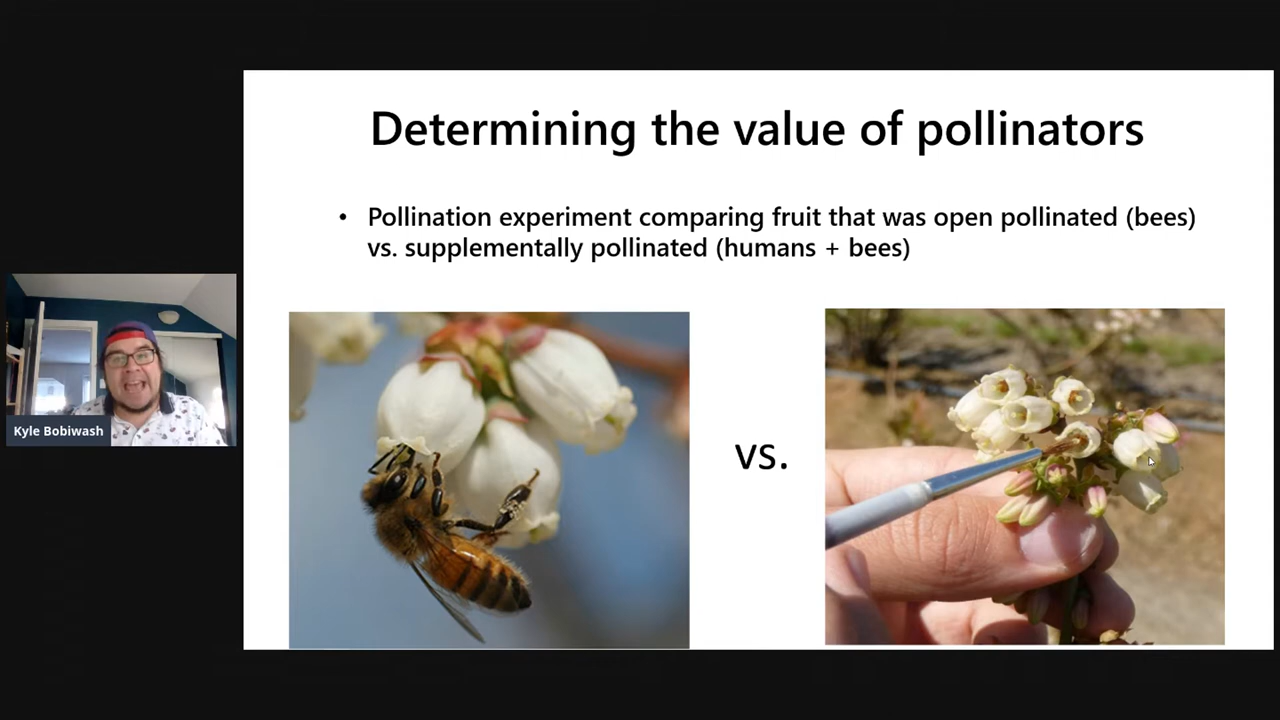 Determining the value of pollinators
• Pollination experiment comparing fruit that was open pollinated (bees)
vs. supplementally pollinated (humans + bees)
vs.
Kyle Bobiwash